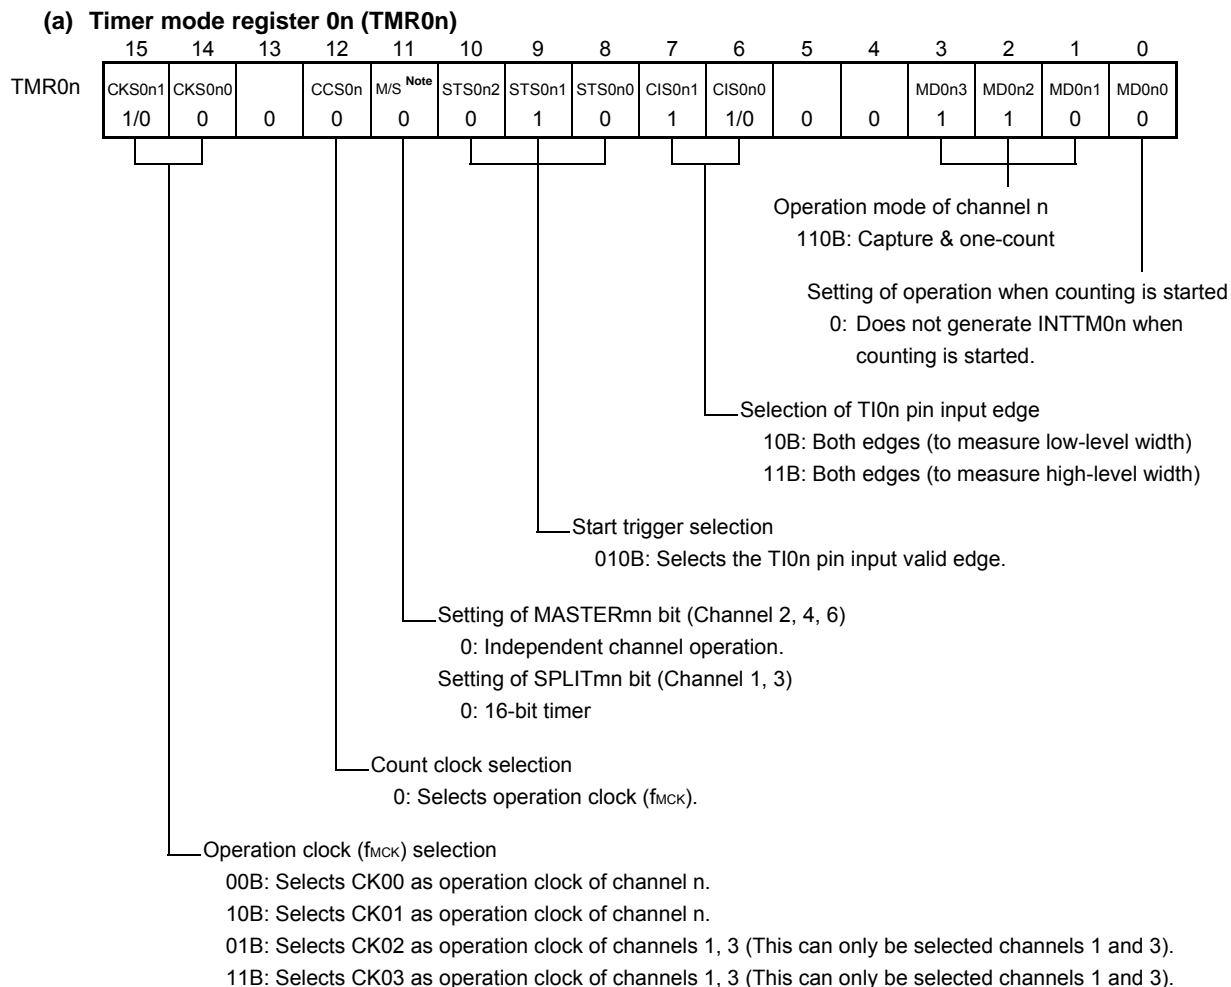 (a) Timer mode register 0n (TMR0n)
15 14 13 12 11 10 9 8 7 6 5 4 3 2 1 0
TMR0n CKS0n1 CKS0n0 CCS0n M/S Note STS0n2 STS0n1 STS0n0 CIS0n1 CIS0n0 MD0n3 MD0n2 MD0n1 MD0n0
1/0 0 0 0 0 0 1 0 1 1/0 0 0 1 1 0 0
Operation mode of channel n
110B: Capture & one-count
Setting of operation when counting is started
0: Does not generate INTTM0n when
counting is started.
Selection of TI0n pin input edge
10B: Both edges (to measure low-level width)
11B: Both edges (to measure high-level width)
Start trigger selection
010B: Selects the TI0n pin input valid edge.
Setting of MASTERmn bit (Channel 2, 4, 6)
0: Independent channel operation.
Setting of SPLITmn bit (Channel 1, 3)
0: 16-bit timer
Count clock selection
0: Selects operation clock (fMCK).
Operation clock (fMCK) selection
00B: Selects CK00 as operation clock of channel n.
10B: Selects CK01 as operation clock of channel n.
01B: Selects CK02 as operation clock of channels 1, 3 (This can only be selected channels 1 and 3).
11B: Selects CK03 as operation clock of channels 1, 3 (This can only be selected channels 1 and 3).